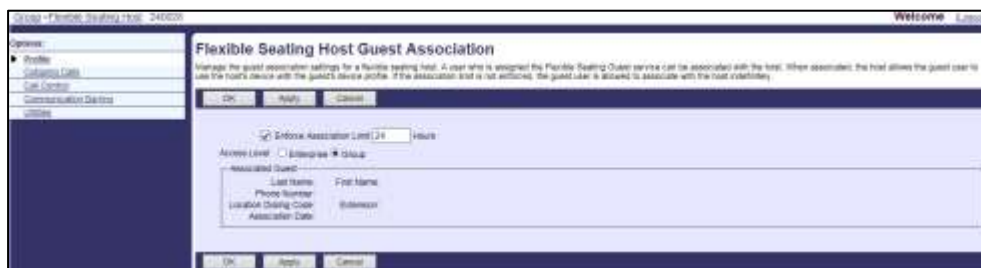 Group > Flexible Seating Host : 240026
Welcome
Options:
Profile
Outgoing Calls
Call Control
Communication Barring
Utilities
Flexible Seating Host Guest Association
Manage the guest association settings for a flexible seating host. A user who is assigned the Flexible Seating Guest service can be associated with the host. When associated, the host allows the guest user to
use the host's device with the guest's device profile. If the association limit is not enforced, the guest user is allowed to associate with the host indefinitely.
OK Apply Cancel
Enforce Association Limit 24 Hours
Access Level: Enterprise Group
Associated Guest
Last Name: First Name:
Phone Number:
Location Dialing Code: Extension:
Association Date:
OK Apply Cancel